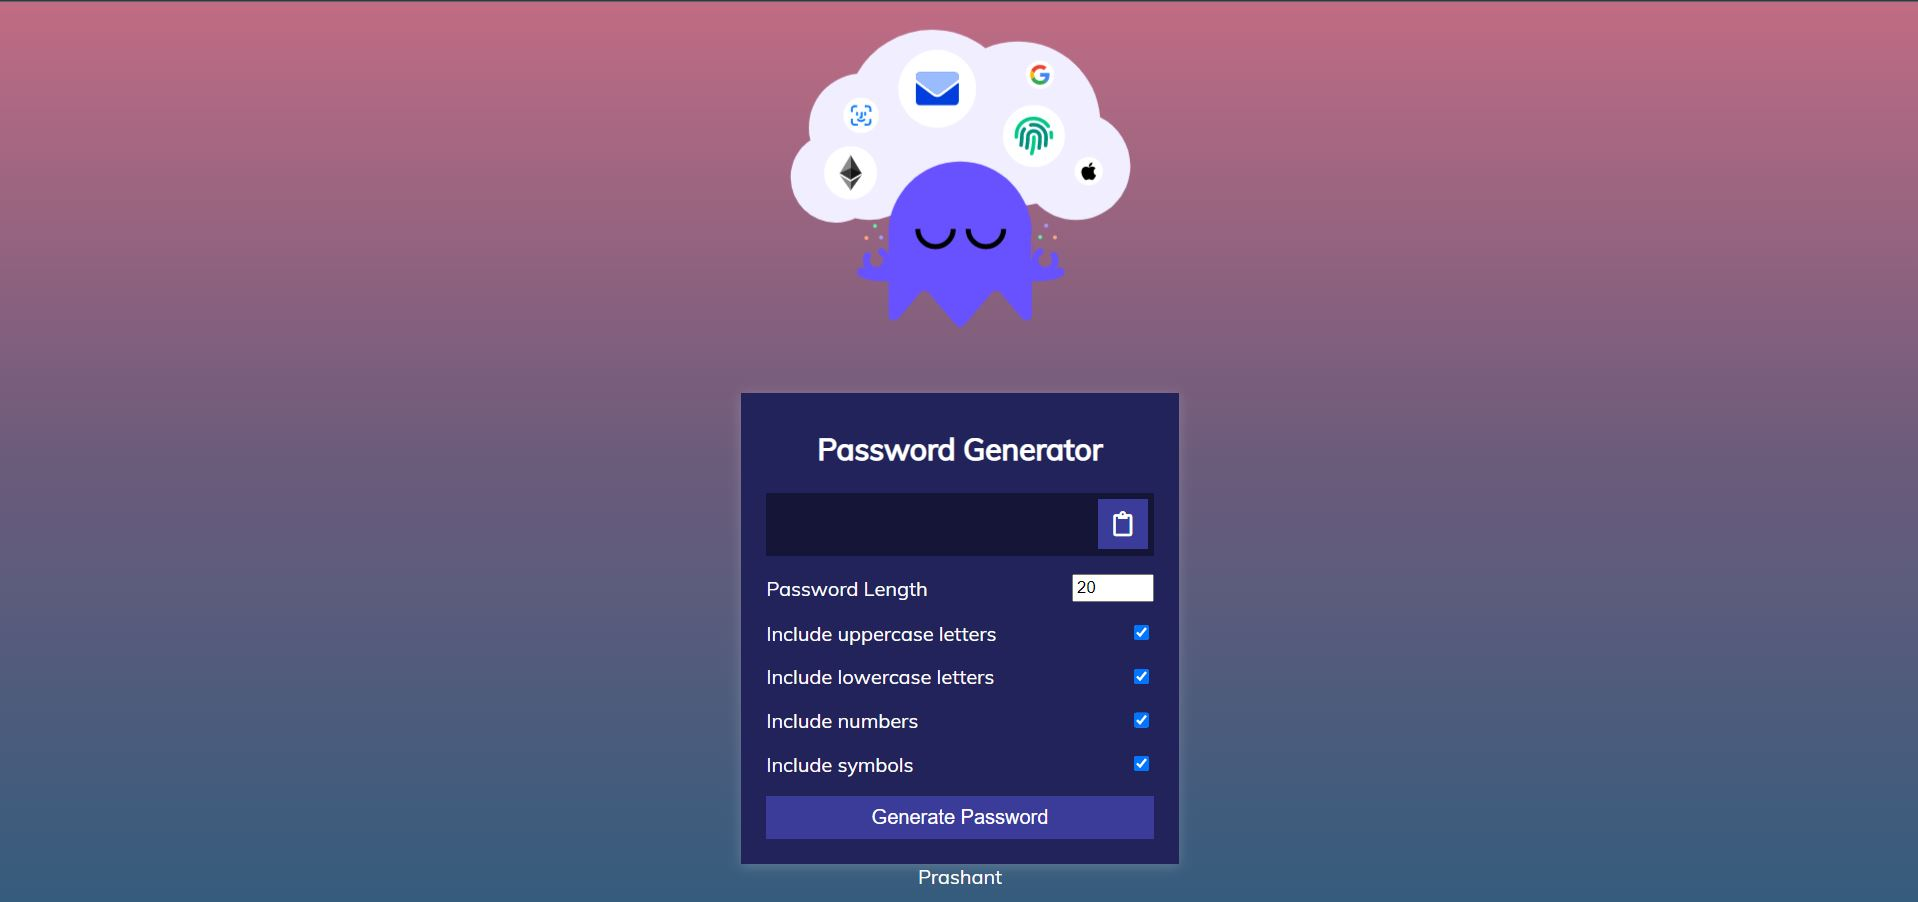 Password Generator
Password Length 20
Include uppercase letters
Include lowercase letters
Include numbers
Include symbols
Generate Password
Prashant